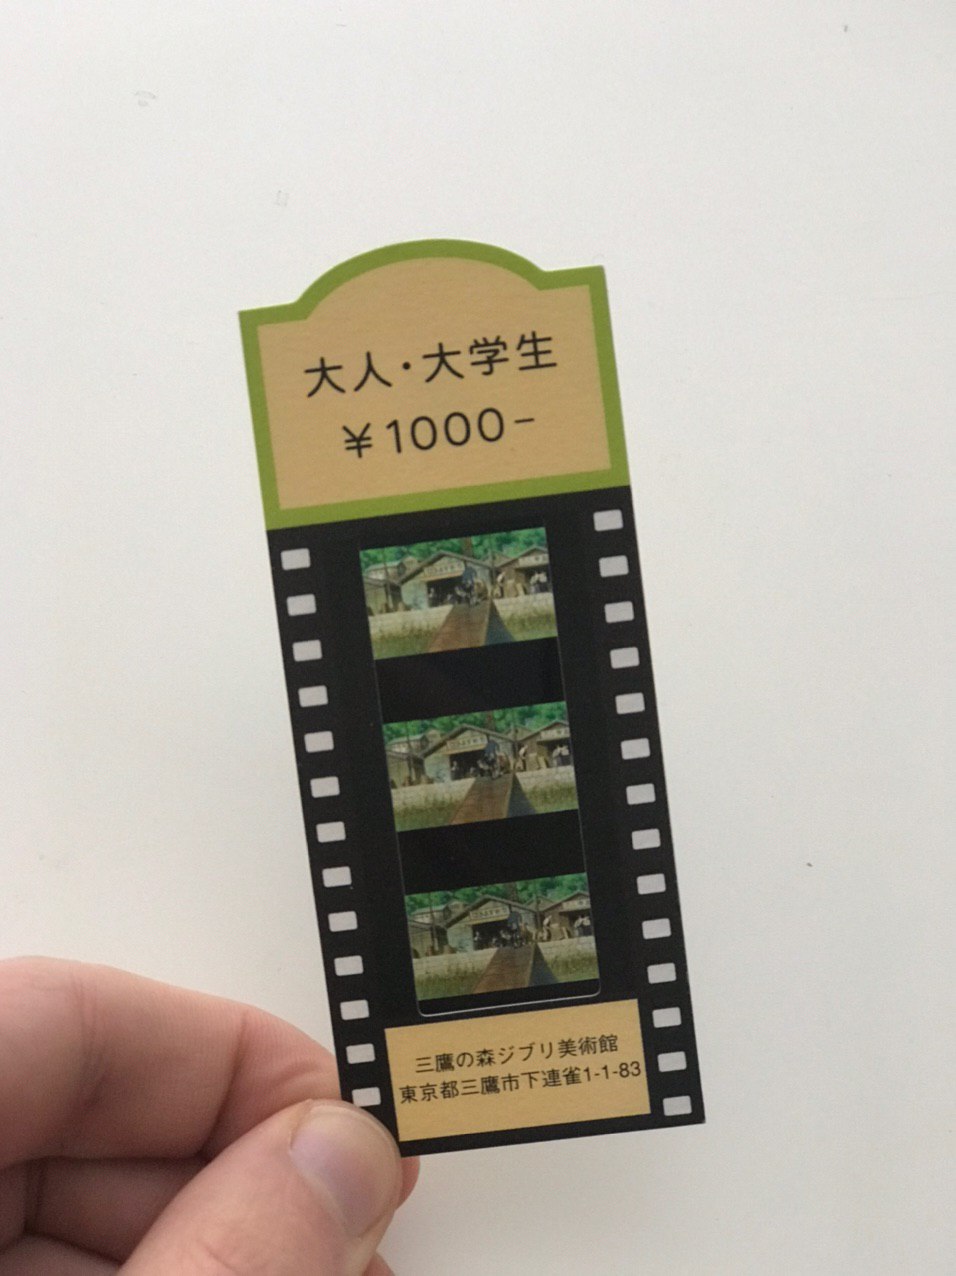 大人・大学生
¥1000-
三鷹の森ジブリ美術館
東京都三鷹市下連雀1-1-83